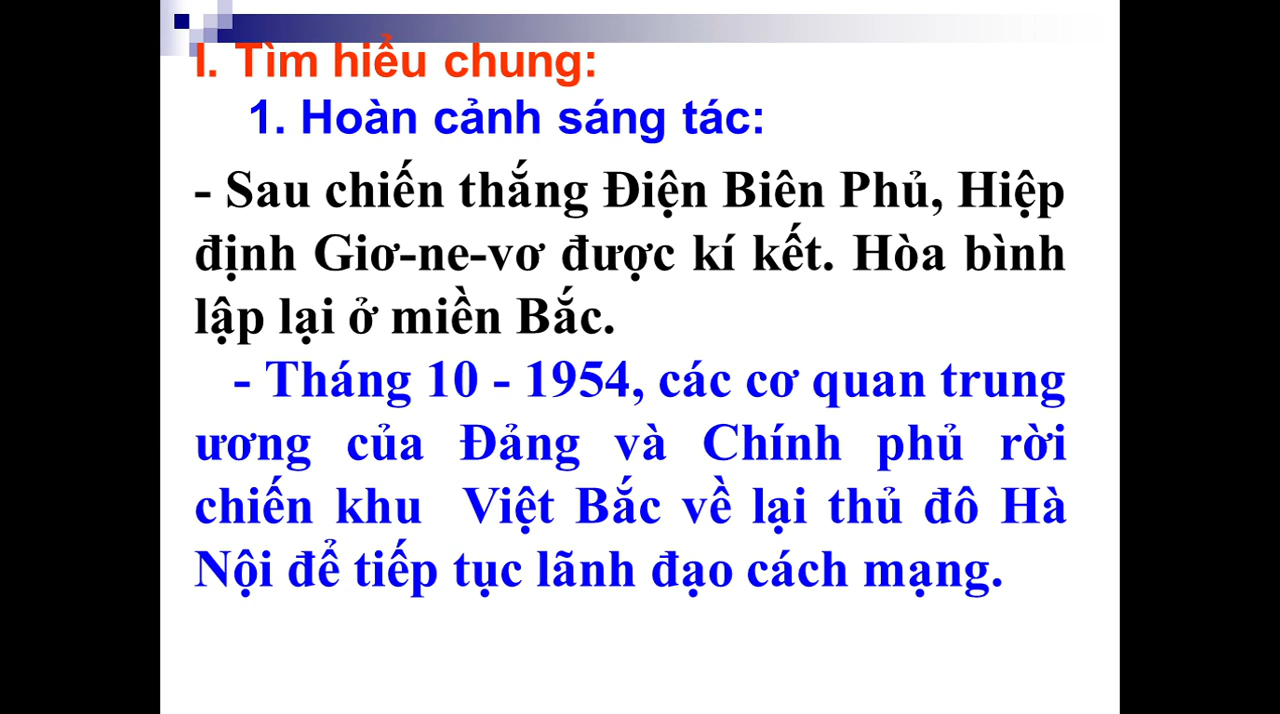 I. Tìm hiểu chung:
1. Hoàn cảnh sáng tác:
- Sau chiến thắng Điện Biên Phủ, Hiệp
định Giơ-ne-vơ được kí kết. Hòa bình
lập lại ở miền Bắc.
- Tháng 10 - 1954, các cơ quan trung
ương của Đảng và Chính phủ rời
chiến khu Việt Bắc về lại thủ đô Hà
Nội để tiếp tục lãnh đạo cách mạng.